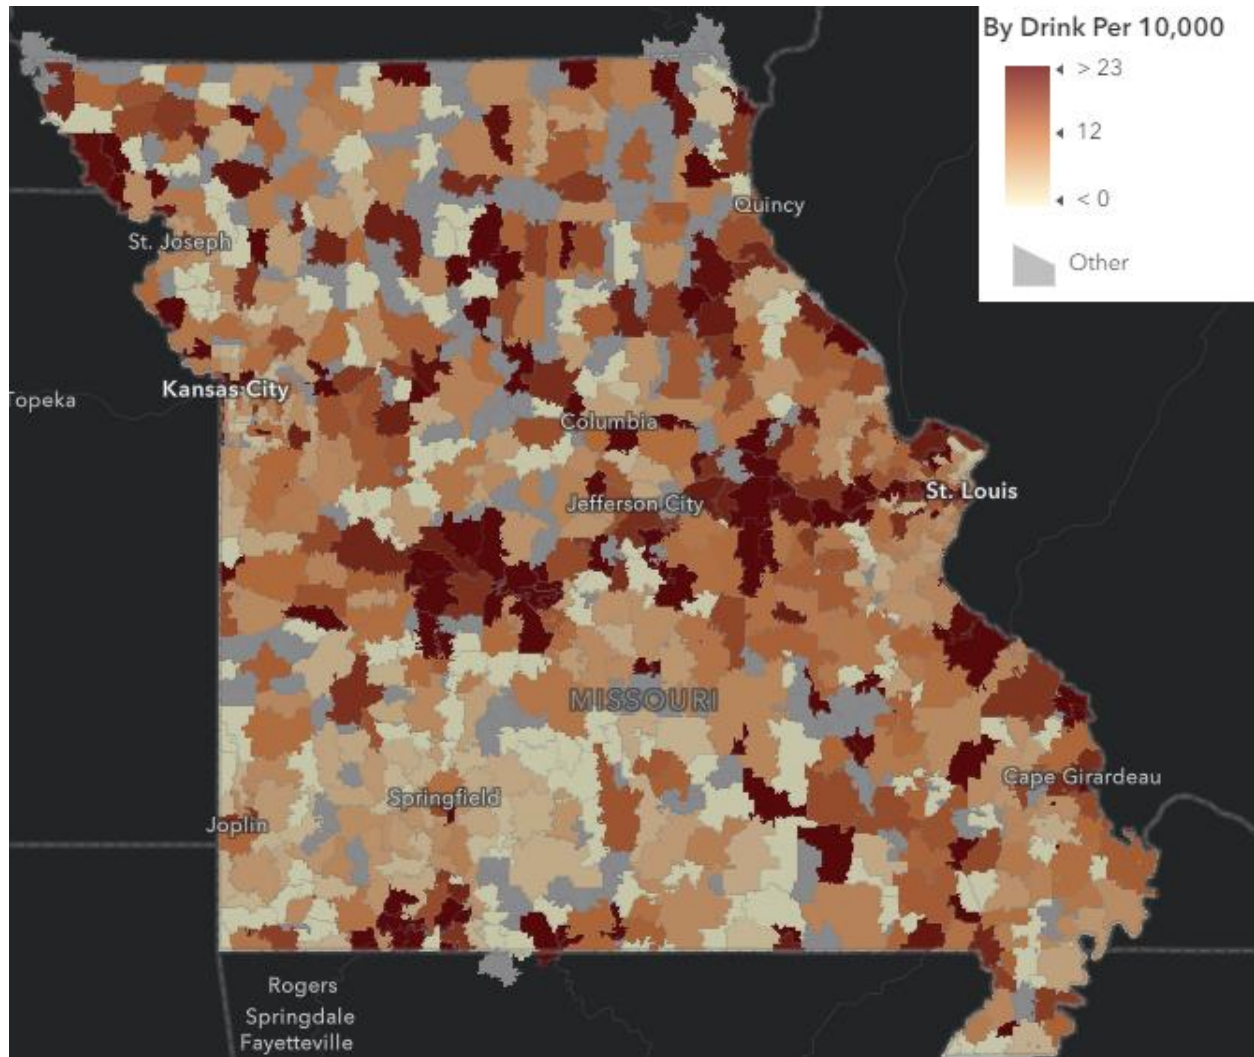 By Drink Per 10,000
> 23
12
< 0
Other
Quincy
St. Joseph
Kansas City
Topeka
Columbia
St. Louis
Jefferson City
MISSOURI
Cape Girardeau
Springfield
Joplin
Rogers
Springdale
Fayetteville